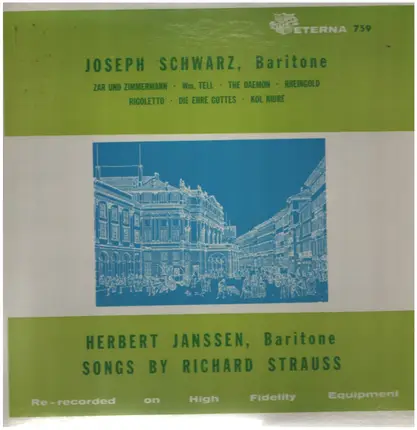 ETERNA 759
JOSEPH SCHWARZ, Baritone
ZAR UND ZIMMERMANN · Wm. TELL · THE DAEMON · RHEINGOLD
RIGOLETTO · DIE EHRE GOTTES · KOL NIDRE
HERBERT JANSSEN, Baritone
SONGS BY RICHARD STRAUSS
Re-recorded on High Fidelity Equipment